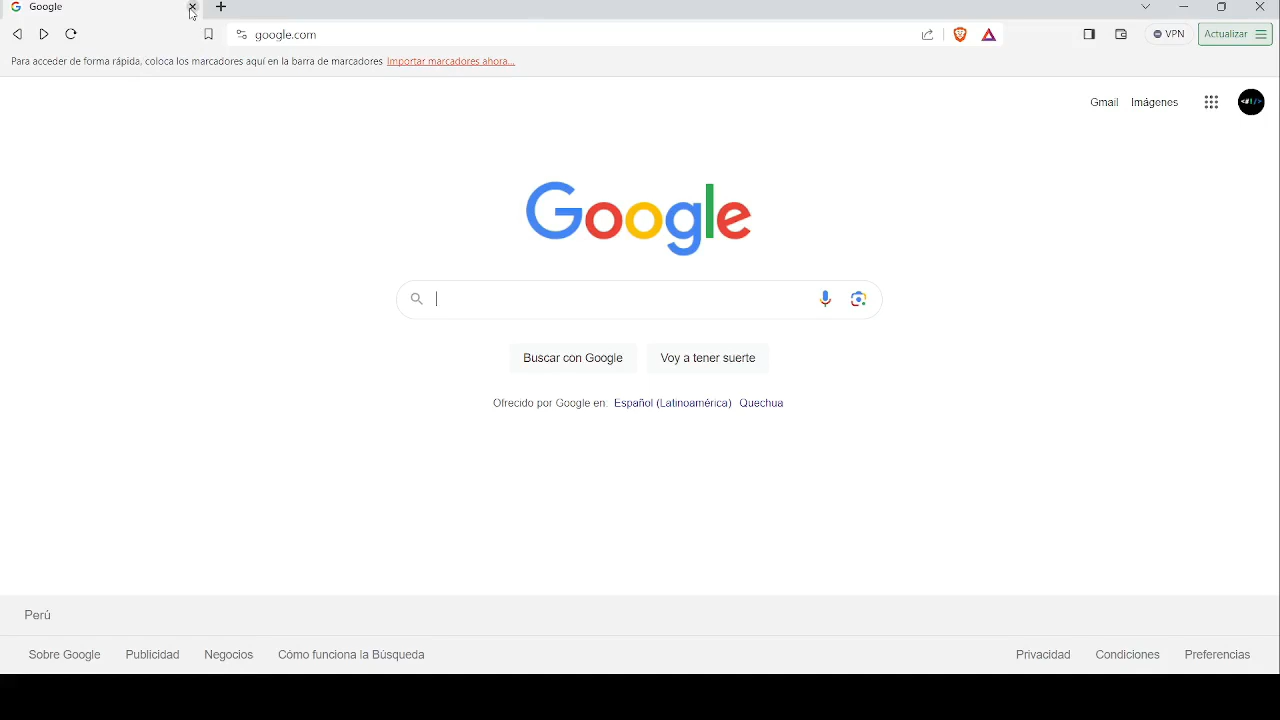 Google
google.com
VPN
Actualizar
Para acceder de forma rápida, coloca los marcadores aquí en la barra de marcadores Importar marcadores ahora...
Gmail Imágenes
<#!/>
Google
Buscar con Google Voy a tener suerte
Ofrecido por Google en: Español (Latinoamérica) Quechua
Perú
Sobre Google Publicidad Negocios Cómo funciona la Búsqueda
Privacidad Condiciones Preferencias